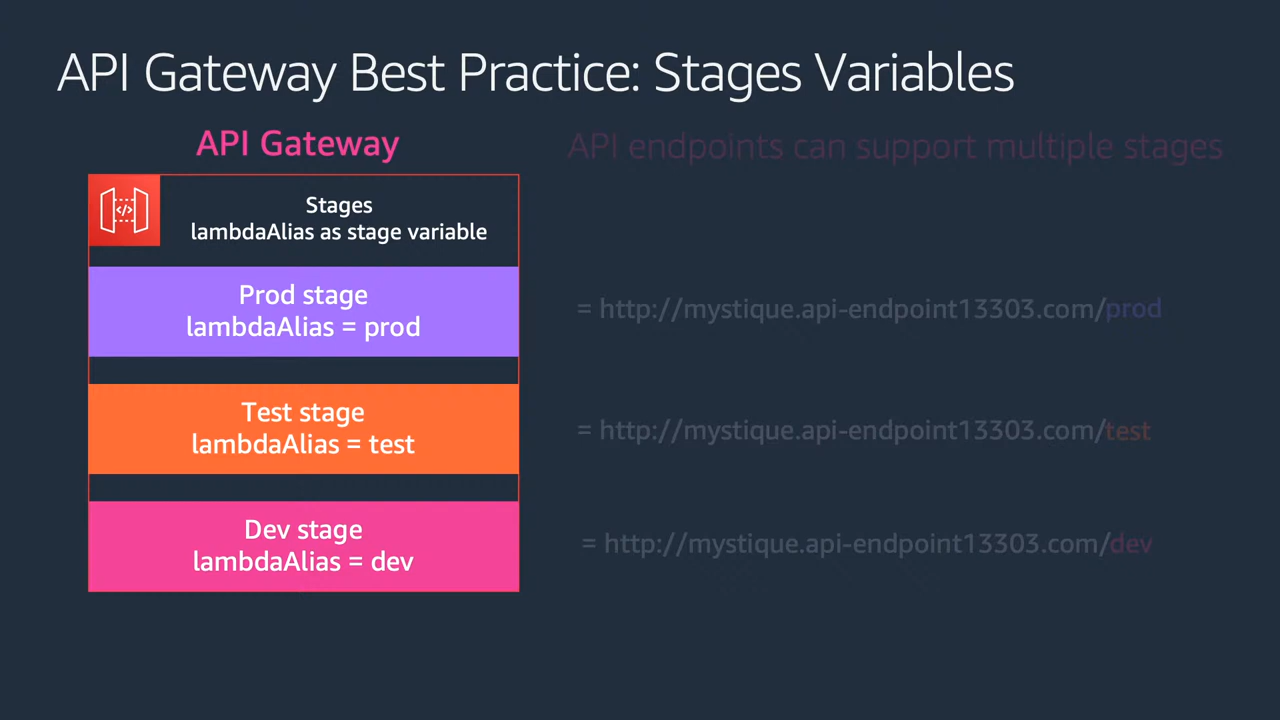 API Gateway Best Practice: Stages Variables
API Gateway
API endpoints can support multiple stages
</>
Stages
lambdaAlias as stage variable
Prod stage
lambdaAlias = prod
= http://mystique.api-endpoint13303.com/prod
Test stage
lambdaAlias = test
= http://mystique.api-endpoint13303.com/test
Dev stage
lambdaAlias = dev
= http://mystique.api-endpoint13303.com/dev